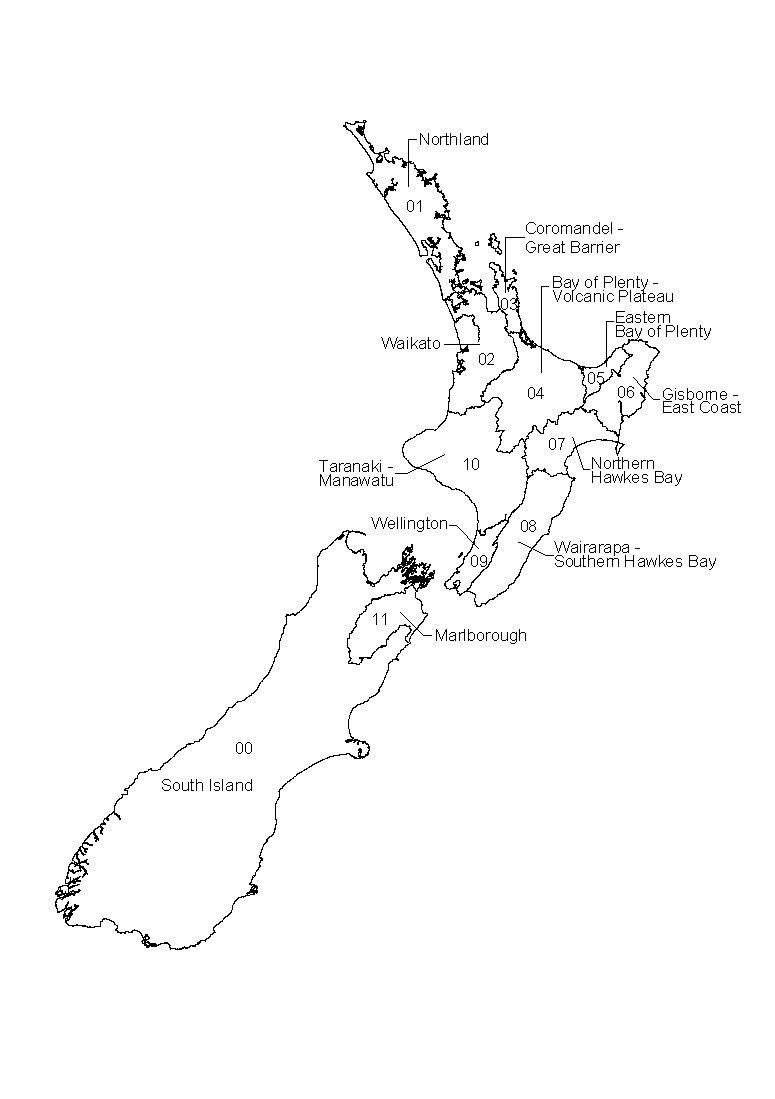 Northland
01
Coromandel -
Great Barrier
Bay of Plenty -
Volcanic Plateau
03
Eastern
Bay of Plenty
Waikato
02
05
04
06
Gisborne -
East Coast
07
Taranaki -
Manawatu
10
Northern
Hawkes Bay
Wellington
08
09
Wairarapa -
Southern Hawkes Bay
11
Marlborough
00
South Island